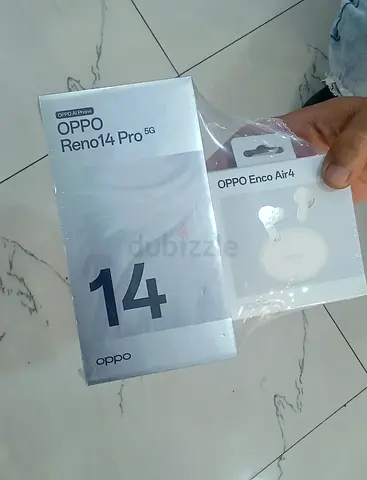 OPPO AI Phone
OPPO
Reno14 Pro 5G
OPPO Enco Air4
dubizzle
14
oppo